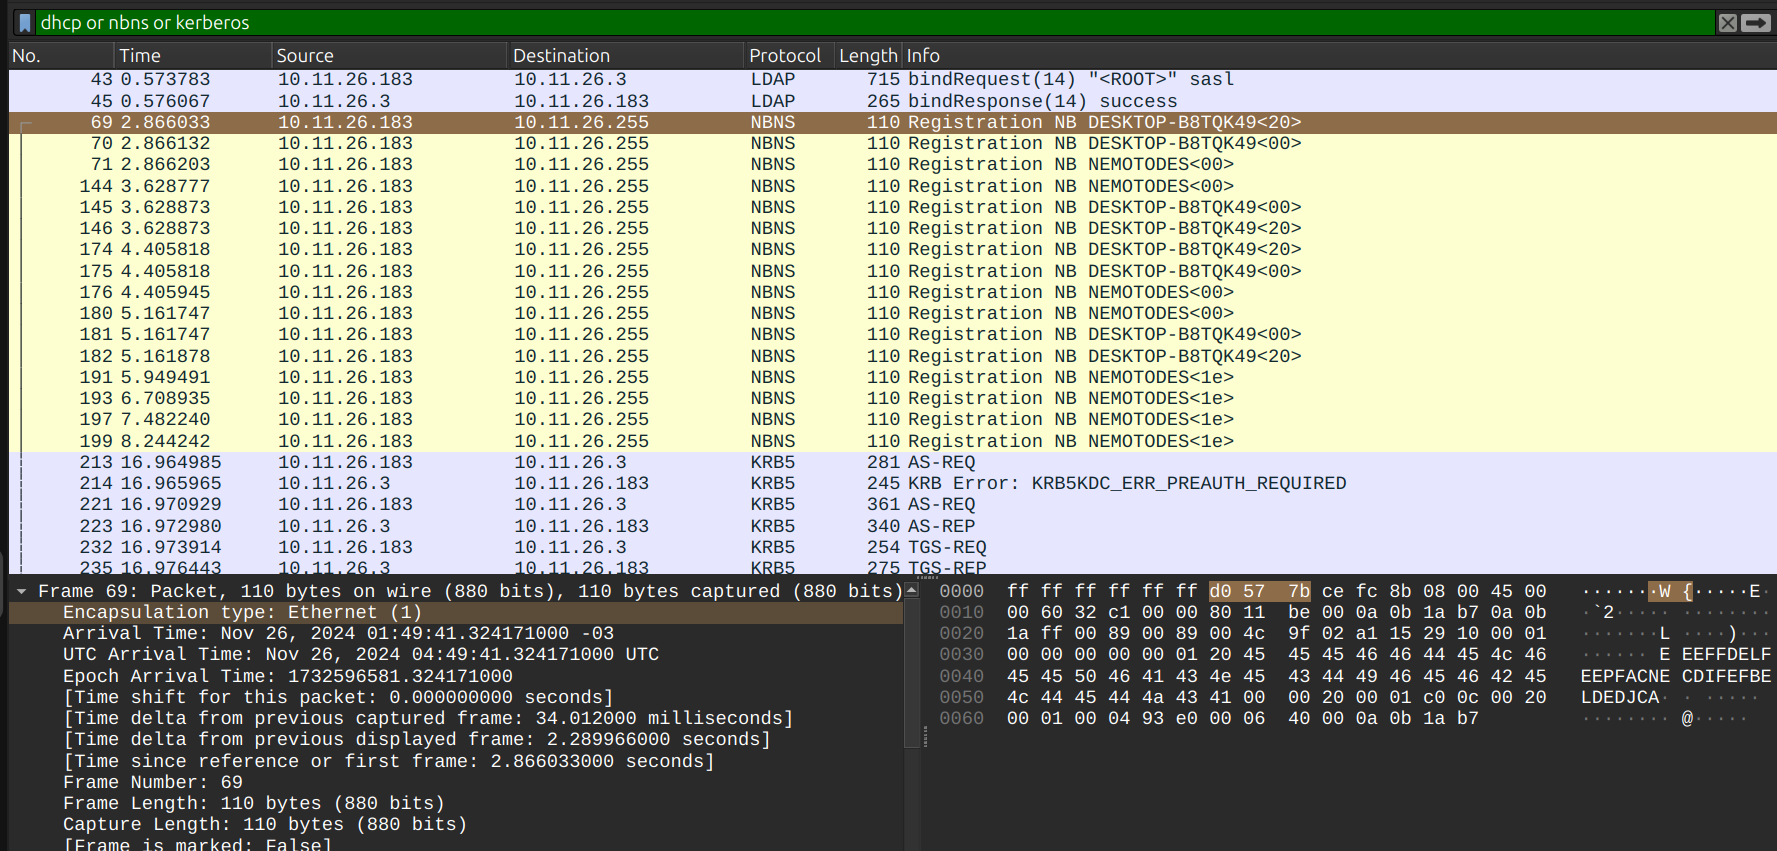 dhcp or nbns or kerberos
No. Time Source Destination Protocol Length Info
43 0.573783 10.11.26.183 10.11.26.3 LDAP 715 bindRequest(14) "<ROOT>" sasl
45 0.576067 10.11.26.3 10.11.26.183 LDAP 265 bindResponse(14) success
69 2.866033 10.11.26.183 10.11.26.255 NBNS 110 Registration NB DESKTOP-B8TQK49<20>
70 2.866132 10.11.26.183 10.11.26.255 NBNS 110 Registration NB DESKTOP-B8TQK49<00>
71 2.866203 10.11.26.183 10.11.26.255 NBNS 110 Registration NB NEMOTODES<00>
144 3.628777 10.11.26.183 10.11.26.255 NBNS 110 Registration NB NEMOTODES<00>
145 3.628873 10.11.26.183 10.11.26.255 NBNS 110 Registration NB DESKTOP-B8TQK49<00>
146 3.628873 10.11.26.183 10.11.26.255 NBNS 110 Registration NB DESKTOP-B8TQK49<20>
174 4.405818 10.11.26.183 10.11.26.255 NBNS 110 Registration NB DESKTOP-B8TQK49<20>
175 4.405818 10.11.26.183 10.11.26.255 NBNS 110 Registration NB DESKTOP-B8TQK49<00>
176 4.405945 10.11.26.183 10.11.26.255 NBNS 110 Registration NB NEMOTODES<00>
180 5.161747 10.11.26.183 10.11.26.255 NBNS 110 Registration NB NEMOTODES<00>
181 5.161747 10.11.26.183 10.11.26.255 NBNS 110 Registration NB DESKTOP-B8TQK49<00>
182 5.161878 10.11.26.183 10.11.26.255 NBNS 110 Registration NB DESKTOP-B8TQK49<20>
191 5.949491 10.11.26.183 10.11.26.255 NBNS 110 Registration NB NEMOTODES<1e>
193 6.708935 10.11.26.183 10.11.26.255 NBNS 110 Registration NB NEMOTODES<1e>
197 7.482240 10.11.26.183 10.11.26.255 NBNS 110 Registration NB NEMOTODES<1e>
199 8.244242 10.11.26.183 10.11.26.255 NBNS 110 Registration NB NEMOTODES<1e>
213 16.964985 10.11.26.183 10.11.26.3 KRB5 281 AS-REQ
214 16.965965 10.11.26.3 10.11.26.183 KRB5 245 KRB Error: KRB5KDC_ERR_PREAUTH_REQUIRED
221 16.970929 10.11.26.183 10.11.26.3 KRB5 361 AS-REQ
223 16.972980 10.11.26.3 10.11.26.183 KRB5 340 AS-REP
232 16.973914 10.11.26.183 10.11.26.3 KRB5 254 TGS-REQ
235 16.976443 10.11.26.3 10.11.26.183 KRB5 275 TGS-REP
Frame 69: Packet, 110 bytes on wire (880 bits), 110 bytes captured (880 bits)
Encapsulation type: Ethernet (1)
Arrival Time: Nov 26, 2024 01:49:41.324171000 -03
UTC Arrival Time: Nov 26, 2024 04:49:41.324171000 UTC
Epoch Arrival Time: 1732596581.324171000
[Time shift for this packet: 0.000000000 seconds]
[Time delta from previous captured frame: 34.012000 milliseconds]
[Time delta from previous displayed frame: 2.289966000 seconds]
[Time since reference or first frame: 2.866033000 seconds]
Frame Number: 69
Frame Length: 110 bytes (880 bits)
Capture Length: 110 bytes (880 bits)
[Frame is marked: False]
0000 ff ff ff ff ff ff d0 57 7b ce fc 8b 08 00 45 00 ·······W{·····E·
0010 00 60 32 c1 00 00 80 11 be 00 0a 0b 1a b7 0a 0b ·`2·············
0020 1a ff 00 89 00 89 00 4c 9f 02 a1 15 29 10 00 01 ·······L····)···
0030 00 00 00 00 00 01 20 45 45 45 46 46 44 45 4c 46 ······ EEEFFDELF
0040 45 45 50 46 41 43 4e 45 43 44 49 46 45 46 42 45 EEPFACNECDIFEFBE
0050 4c 44 45 44 4a 43 41 00 00 20 00 01 c0 0c 00 20 LDEDJCA·· ·····
0060 00 01 00 04 93 e0 00 06 40 00 0a 0b 1a b7 ········@·····